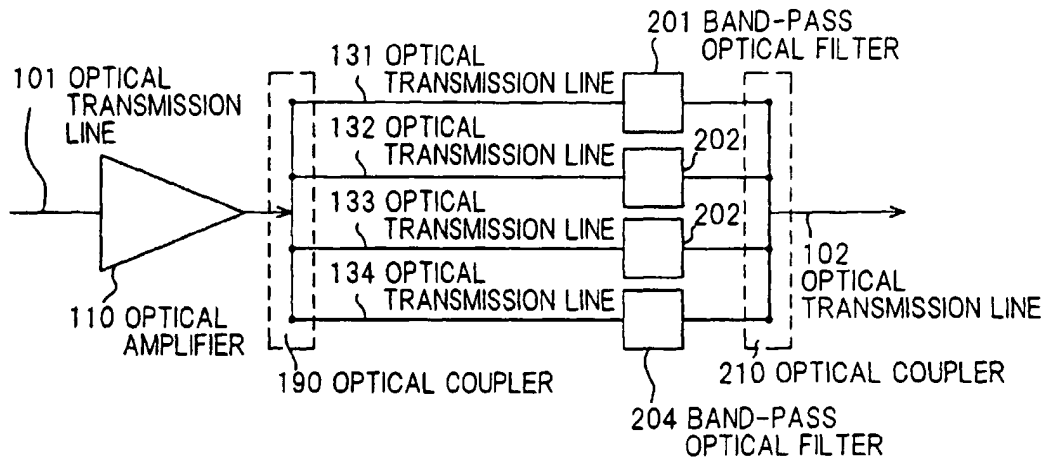 201 BAND-PASS
OPTICAL FILTER
131 OPTICAL
TRANSMISSION LINE
101 OPTICAL
TRANSMISSION
LINE
132 OPTICAL
TRANSMISSION LINE
202
133 OPTICAL
TRANSMISSION LINE
202
134 OPTICAL
TRANSMISSION LINE
102
OPTICAL
TRANSMISSION LINE
110 OPTICAL
AMPLIFIER
190 OPTICAL COUPLER
210 OPTICAL COUPLER
204 BAND-PASS
OPTICAL FILTER